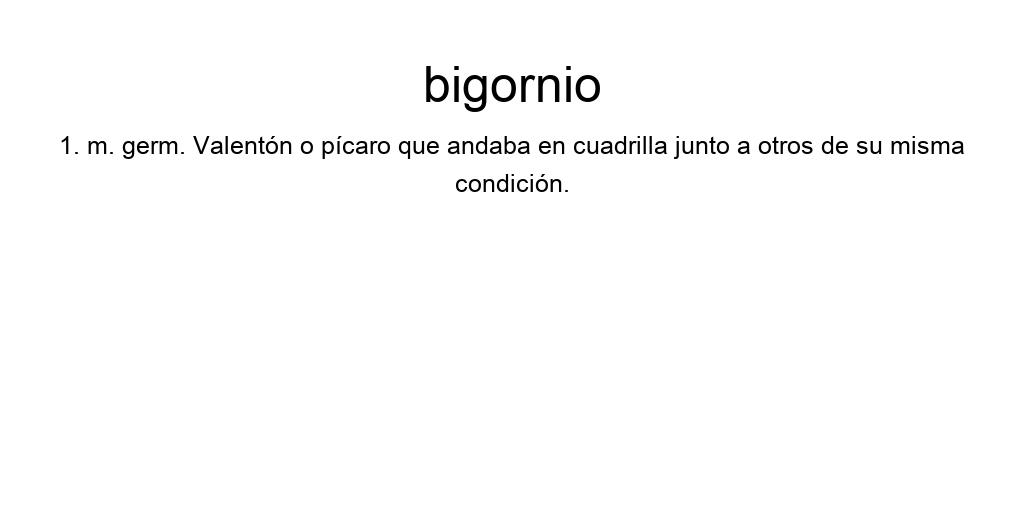 bigornio
1. m. germ. Valentón o pícaro que andaba en cuadrilla junto a otros de su misma
condición.